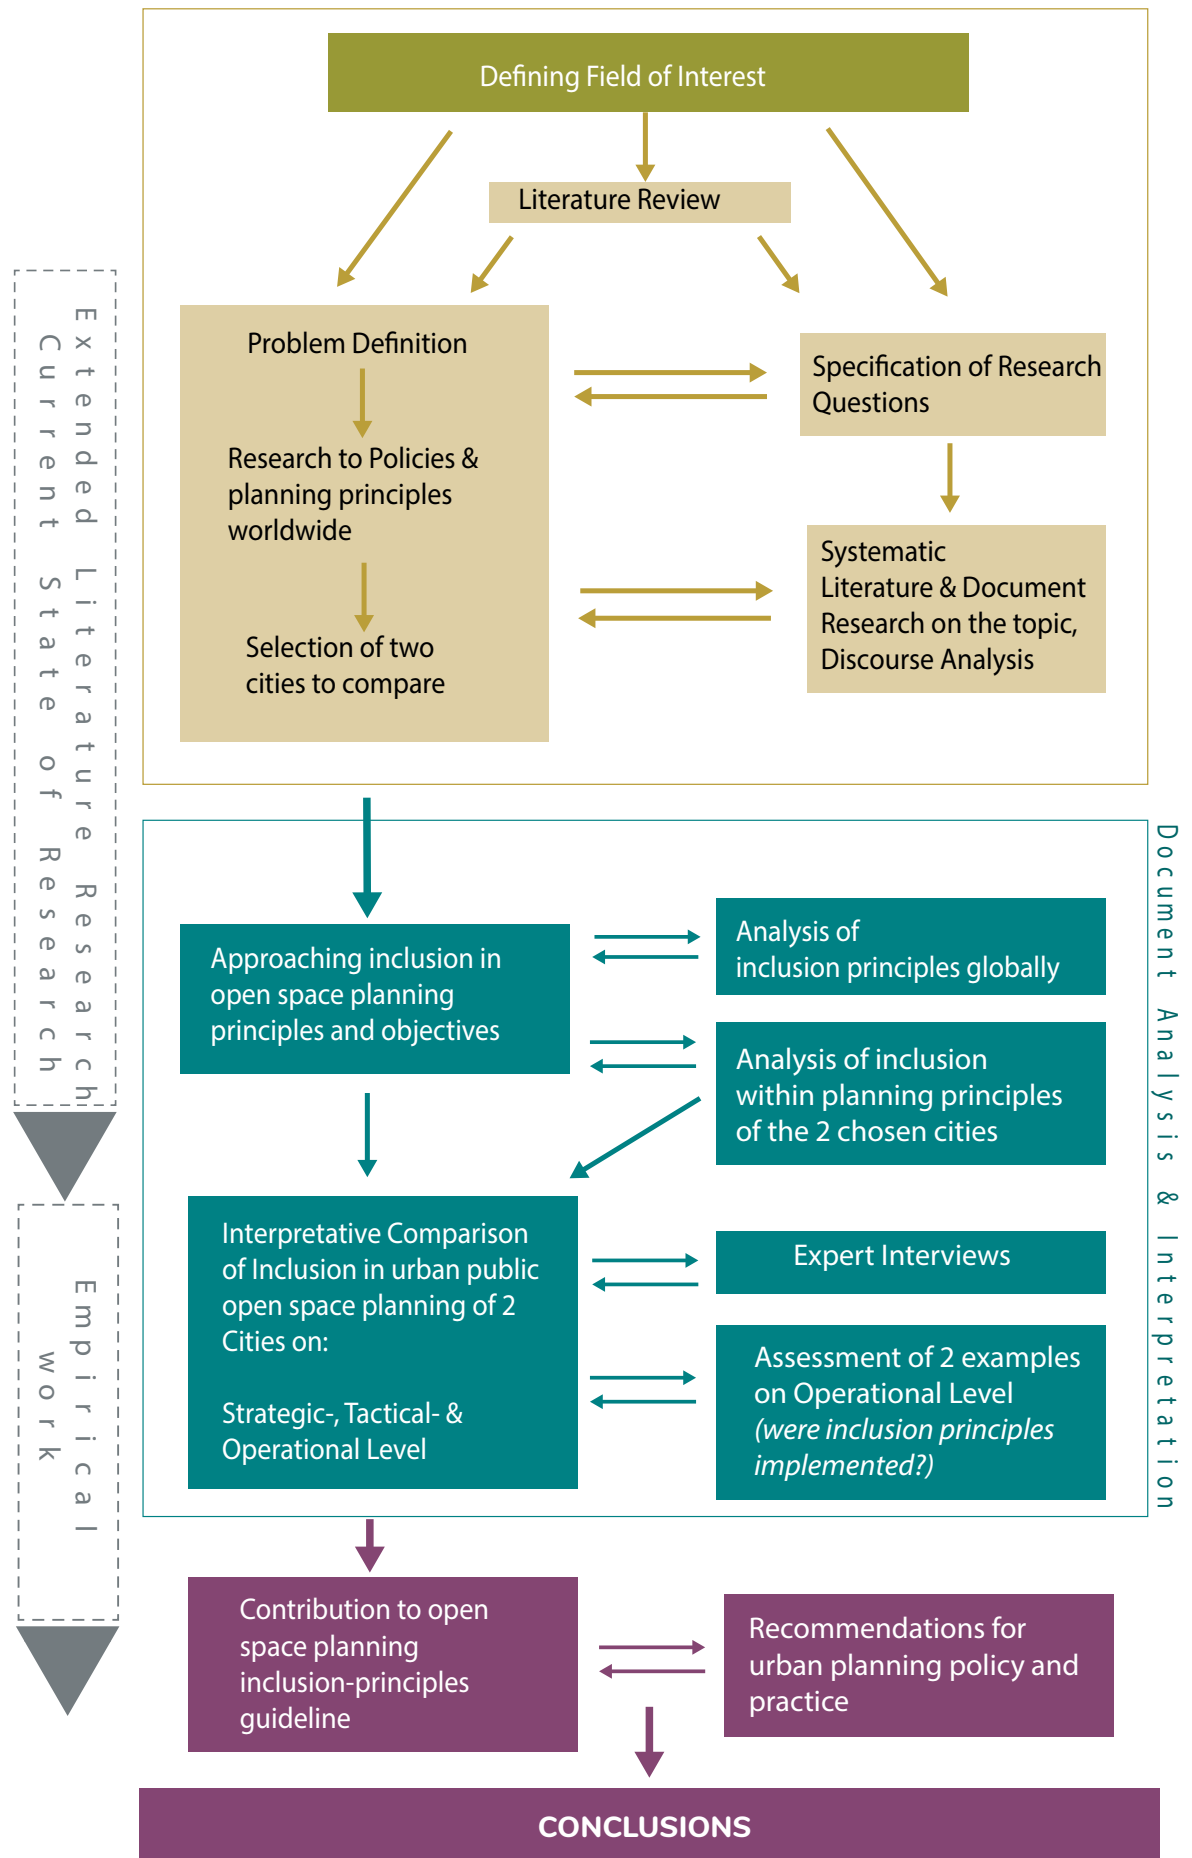 Defining Field of Interest
Literature Review
Problem Definition
Research to Policies &
planning principles
worldwide
Selection of two
cities to compare
Specification of Research
Questions
Systematic
Literature & Document
Research on the topic,
Discourse Analysis
Extended Literature Research
Current State of Research
Approaching inclusion in
open space planning
principles and objectives
Analysis of
inclusion principles globally
Analysis of inclusion
within planning principles
of the 2 chosen cities
Interpretative Comparison
of Inclusion in urban public
open space planning of 2
Cities on:
Strategic-, Tactical- &
Operational Level
Expert Interviews
Assessment of 2 examples
on Operational Level
(were inclusion principles
implemented?)
Document Analysis & Interpretation
Empirical
work
Contribution to open
space planning
inclusion-principles
guideline
Recommendations for
urban planning policy and
practice
CONCLUSIONS